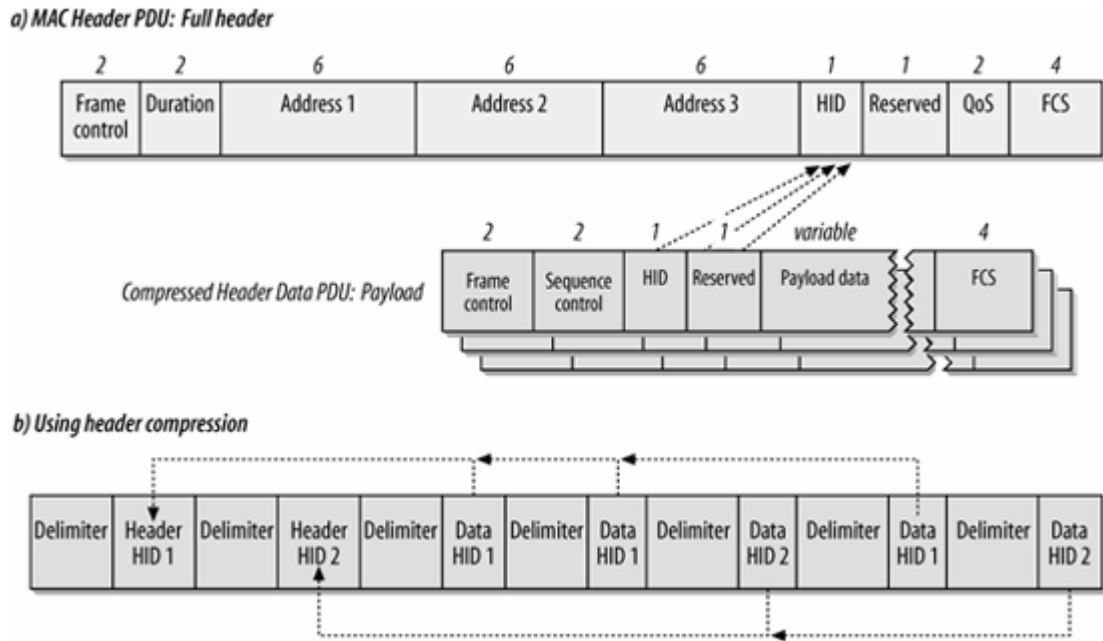 a) MAC Header PDU: Full header
2 2 6 6 6 1 1 2 4
Frame control Duration Address 1 Address 2 Address 3 HID Reserved QoS FCS
2 2 1 1 variable 4
Compressed Header Data PDU: Payload Frame control Sequence control HID Reserved Payload data FCS
b) Using header compression
Delimiter Header HID 1 Delimiter Header HID 2 Delimiter Data HID 1 Delimiter Data HID 1 Delimiter Data HID 2 Delimiter Data HID 1 Delimiter Data HID 2